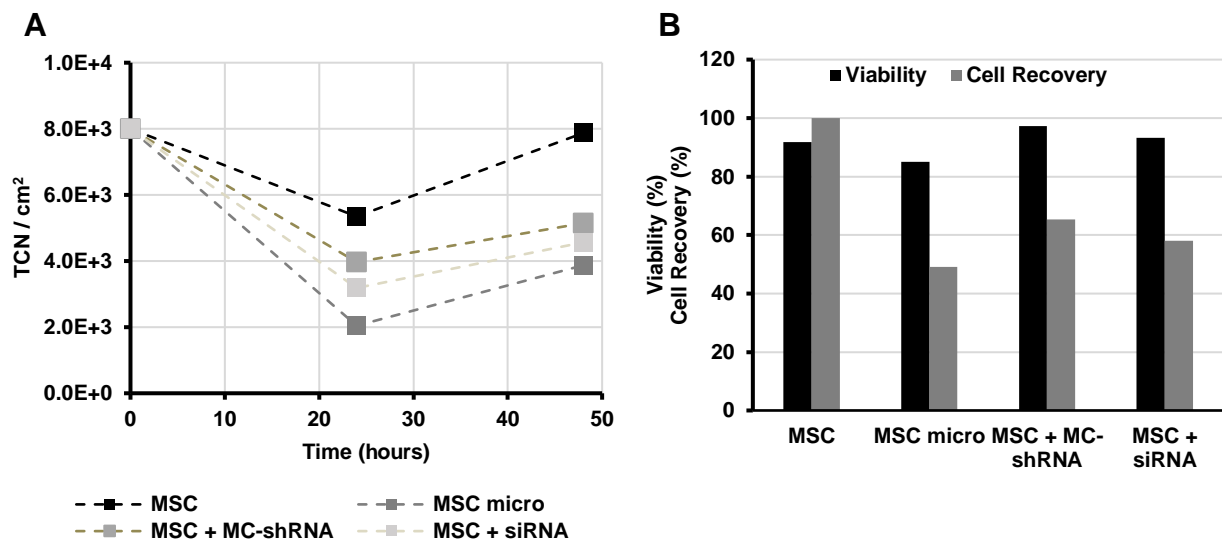 A
TCN / cm²
1.0E+4
8.0E+3
6.0E+3
4.0E+3
2.0E+3
0.0E+0
0 10 20 30 40 50
Time (hours)
MSC MSC micro
MSC + MC-shRNA MSC + siRNA
B
Viability (%)
Cell Recovery (%)
120
100
80
60
40
20
0
Viability Cell Recovery
MSC MSC micro MSC + MC- MSC +
shRNA siRNA